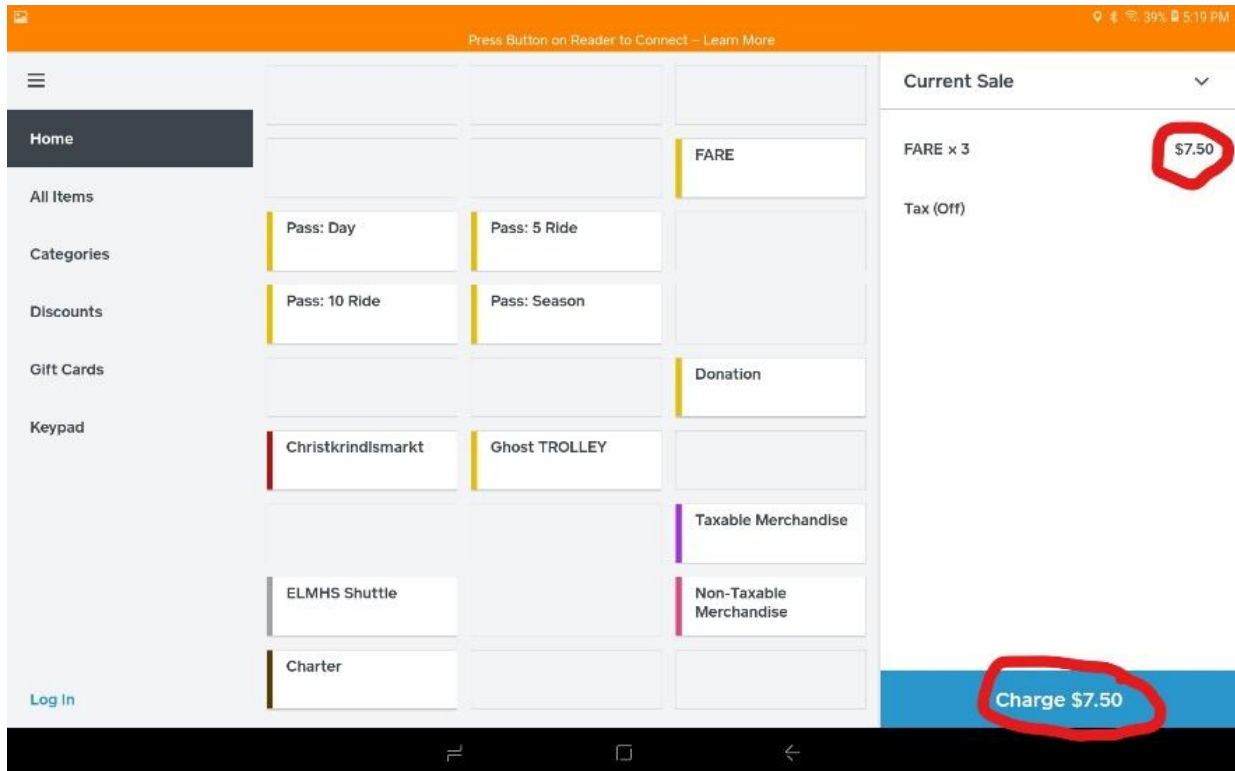 39% 5:19 PM
Press Button on Reader to Connect – Learn More
Home
All Items
Categories
Discounts
Gift Cards
Keypad
Log In
FARE
Pass: Day
Pass: 5 Ride
Pass: 10 Ride
Pass: Season
Donation
Christkrindlsmarkt
Ghost TROLLEY
Taxable Merchandise
ELMHS Shuttle
Non-Taxable
Merchandise
Charter
Current Sale
FARE × 3 $7.50
Tax (Off)
Charge $7.50